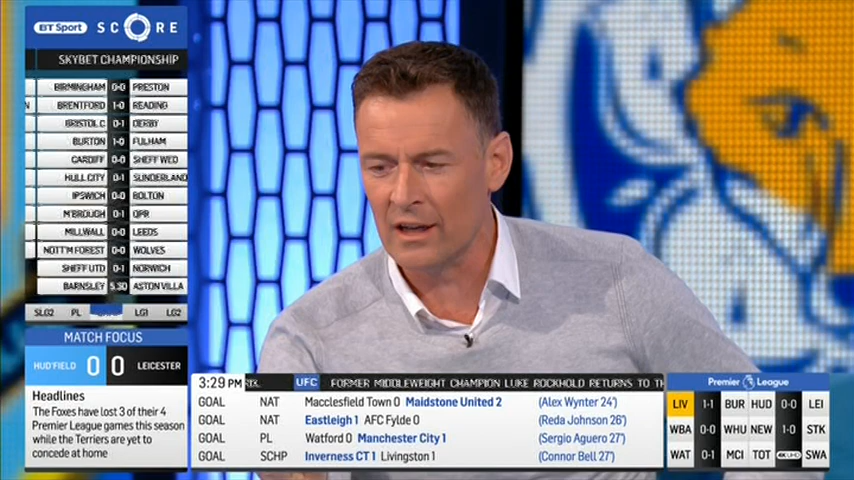 BT Sport SCORE
SKYBET CHAMPIONSHIP
BIRMINGHAM 0-0 PRESTON
BRENTFORD 1-0 READING
BRISTOL C 0-1 DERBY
BURTON 1-0 FULHAM
CARDIFF 0-0 SHEFF WED
HULL CITY 0-1 SUNDERLAND
IPSWICH 0-0 BOLTON
M'BROUGH 0-1 QPR
MILLWALL 0-0 LEEDS
NOTT'M FOREST 0-0 WOLVES
SHEFF UTD 0-1 NORWICH
BARNSLEY 5.30 ASTON VILLA
SLG2 PL LG1 LG2
MATCH FOCUS
HUD'FIELD 0 0 LEICESTER
Headlines
The Foxes have lost 3 of their 4
Premier League games this season
while the Terriers are yet to
concede at home
3:29 PM UFC FORMER MIDDLEWEIGHT CHAMPION LUKE ROCKHOLD RETURNS TO TH
GOAL NAT Macclesfield Town 0 Maidstone United 2 (Alex Wynter 24')
GOAL NAT Eastleigh 1 AFC Fylde 0 (Reda Johnson 26')
GOAL PL Watford 0 Manchester City 1 (Sergio Aguero 27')
GOAL SCHP Inverness CT 1 Livingston 1 (Connor Bell 27')
Premier League
LIV 1-1 BUR HUD 0-0 LEI
WBA 0-0 WHU NEW 1-0 STK
WAT 0-1 MCI TOT 4K UHD SWA